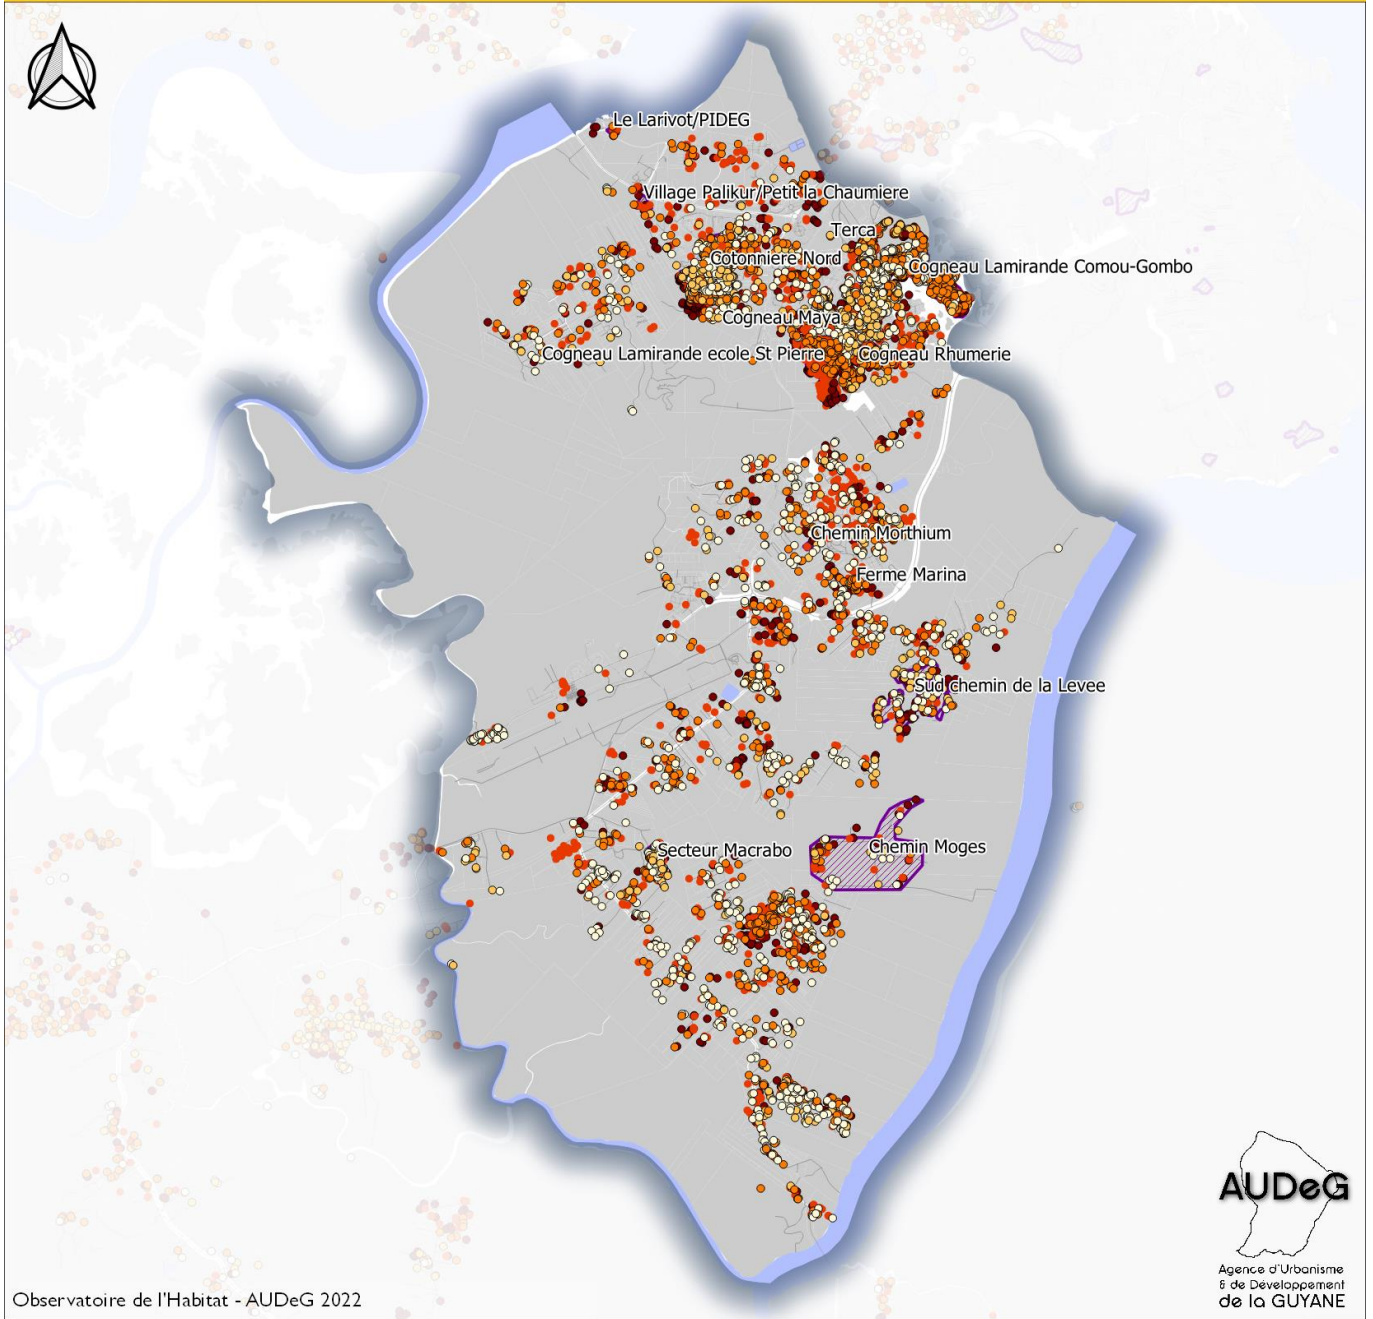 Le Larivot/PIDEG
Village Palikur/Petit la Chaumiere
Terca
Cotonniere Nord
Cogneau Lamirande Comou-Gombo
Cogneau Maya
Cogneau Lamirande ecole St Pierre
Cogneau Rhumerie
Chemin Morthium
Ferme Marina
Sud chemin de la Levee
Chemin Moges
Secteur Macrabo
AUDeG
Agence d'Urbanisme
& de Développement
de la GUYANE
Observatoire de l'Habitat - AUDeG 2022